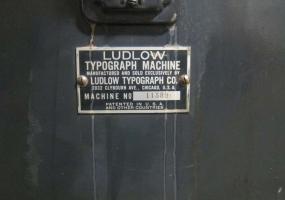 LUDLOW
TYPOGRAPH MACHINE
MANUFACTURED AND SOLD EXCLUSIVELY BY
LUDLOW TYPOGRAPH CO.
2032 CLYBOURN AVE., CHICAGO, U.S.A.
MACHINE NO
PATENTED IN U.S.A.
AND OTHER COUNTRIES